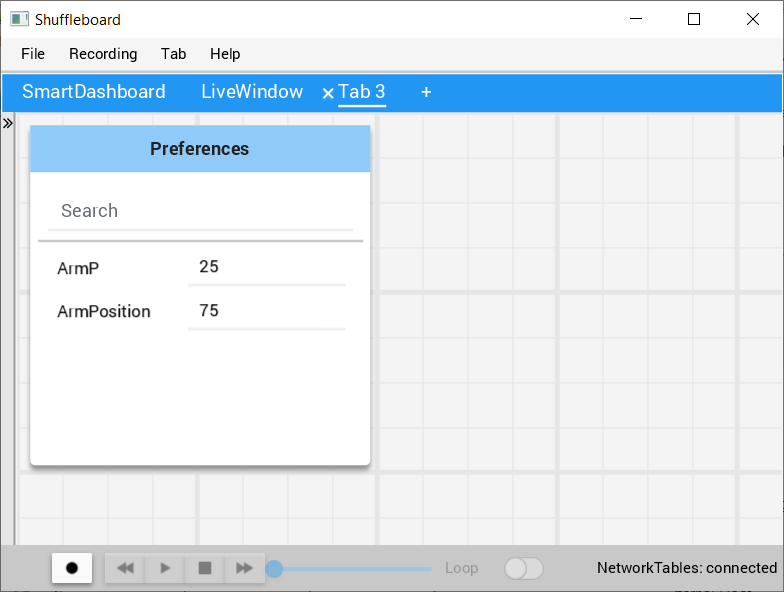 Shuffleboard
File Recording Tab Help
SmartDashboard LiveWindow Tab 3 +
Preferences
Search
ArmP 25
ArmPosition 75
Loop NetworkTables: connected